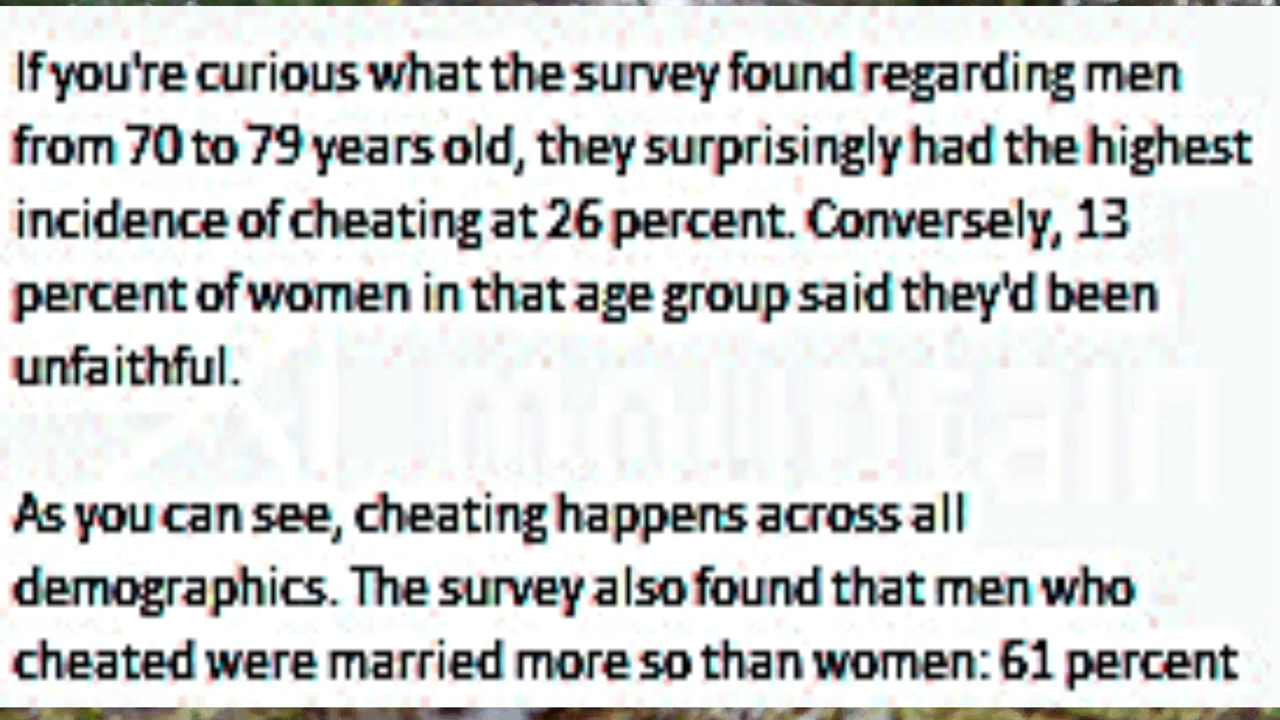 If you're curious what the survey found regarding men
from 70 to 79 years old, they surprisingly had the highest
incidence of cheating at 26 percent. Conversely, 13
percent of women in that age group said they'd been
unfaithful.
mountain
As you can see, cheating happens across all
demographics. The survey also found that men who
cheated were married more so than women: 61 percent